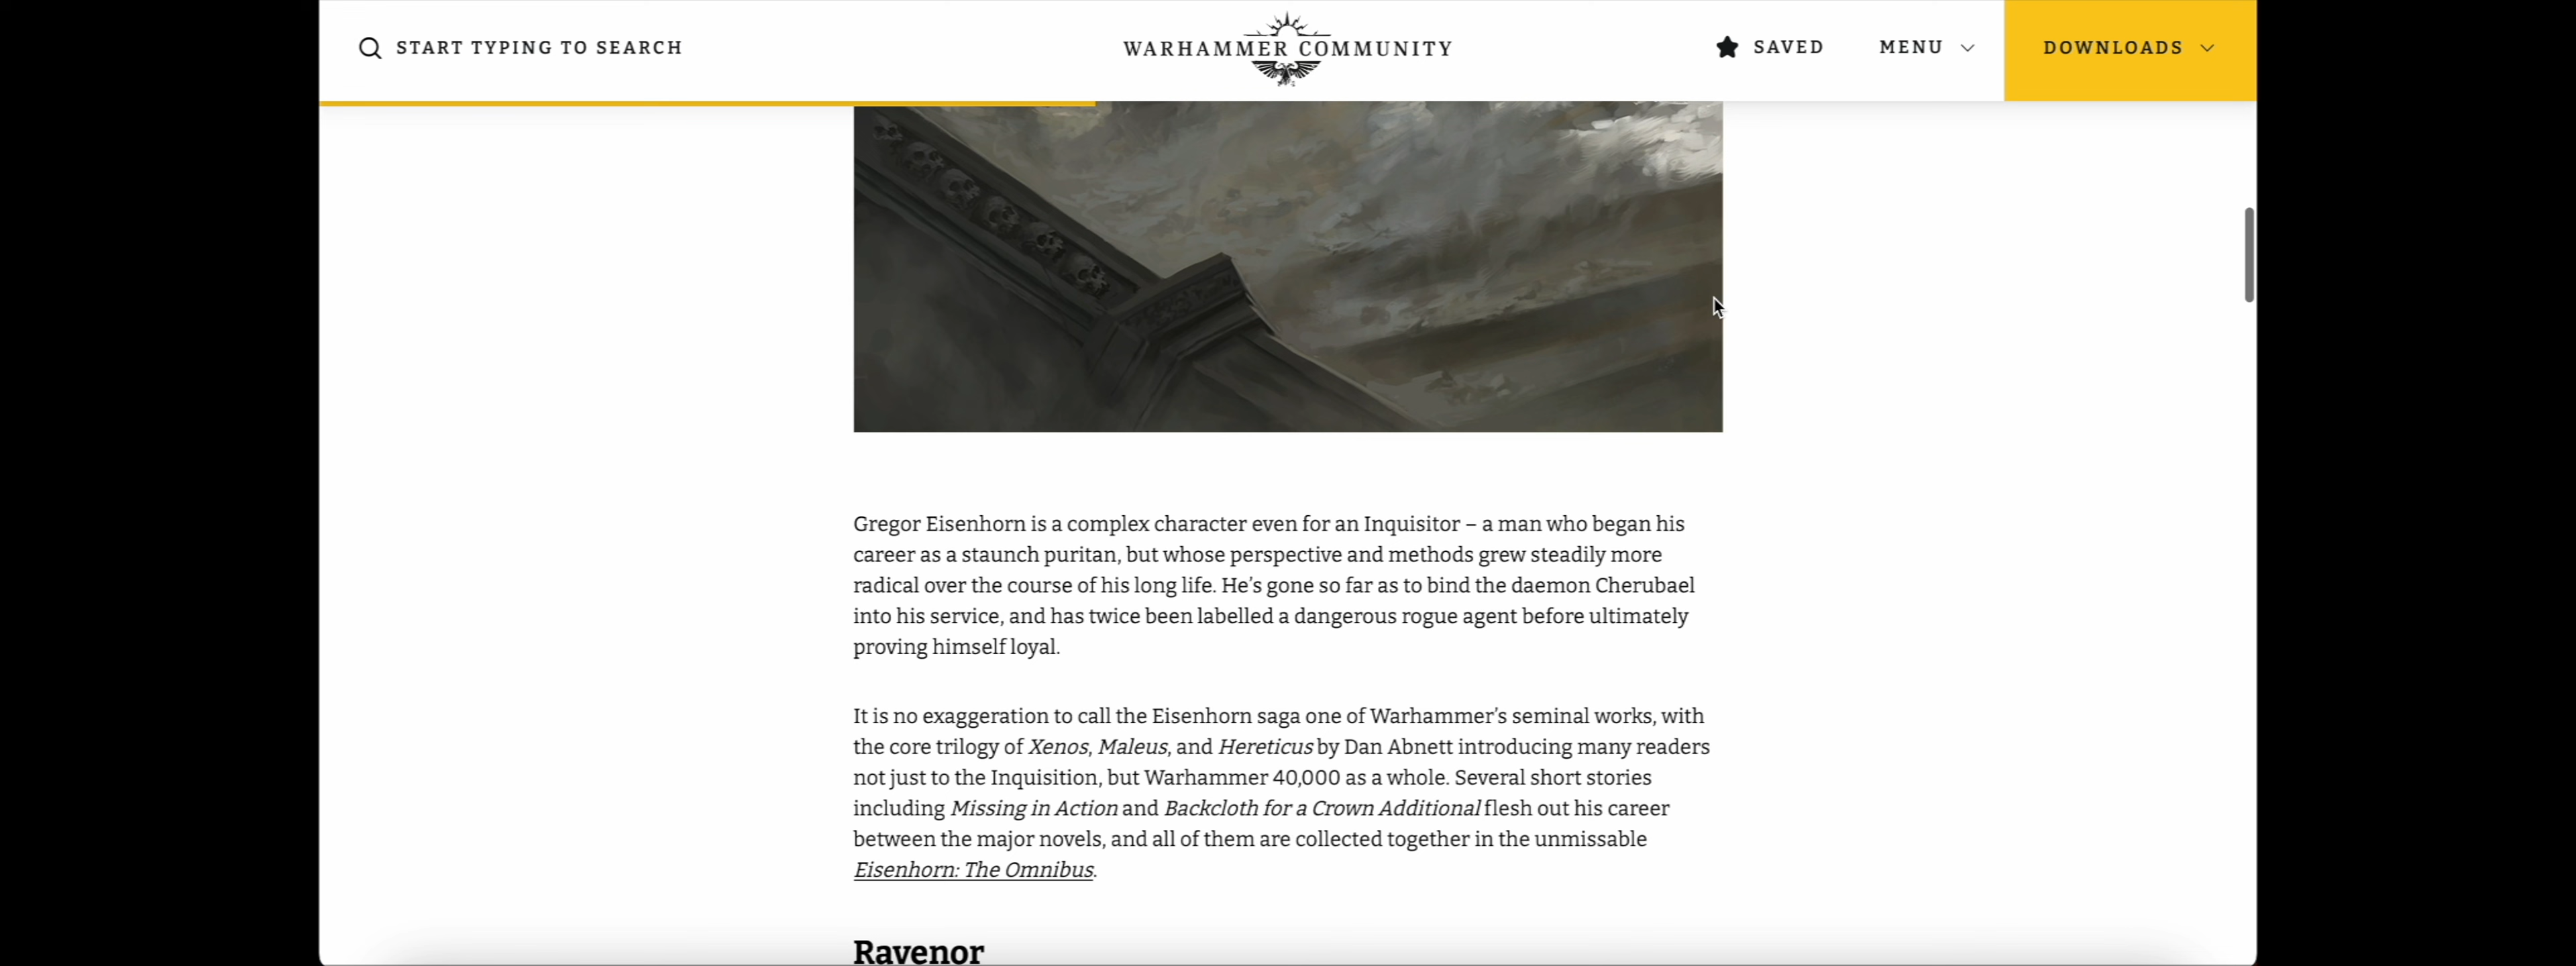 START TYPING TO SEARCH
WARHAMMER COMMUNITY
SAVED
MENU
DOWNLOADS
Gregor Eisenhorn is a complex character even for an Inquisitor – a man who began his
career as a staunch puritan, but whose perspective and methods grew steadily more
radical over the course of his long life. He’s gone so far as to bind the daemon Cherubael
into his service, and has twice been labelled a dangerous rogue agent before ultimately
proving himself loyal.
It is no exaggeration to call the Eisenhorn saga one of Warhammer’s seminal works, with
the core trilogy of Xenos, Maleus, and Hereticus by Dan Abnett introducing many readers
not just to the Inquisition, but Warhammer 40,000 as a whole. Several short stories
including Missing in Action and Backcloth for a Crown Additional flesh out his career
between the major novels, and all of them are collected together in the unmissable
Eisenhorn: The Omnibus.
Ravenor